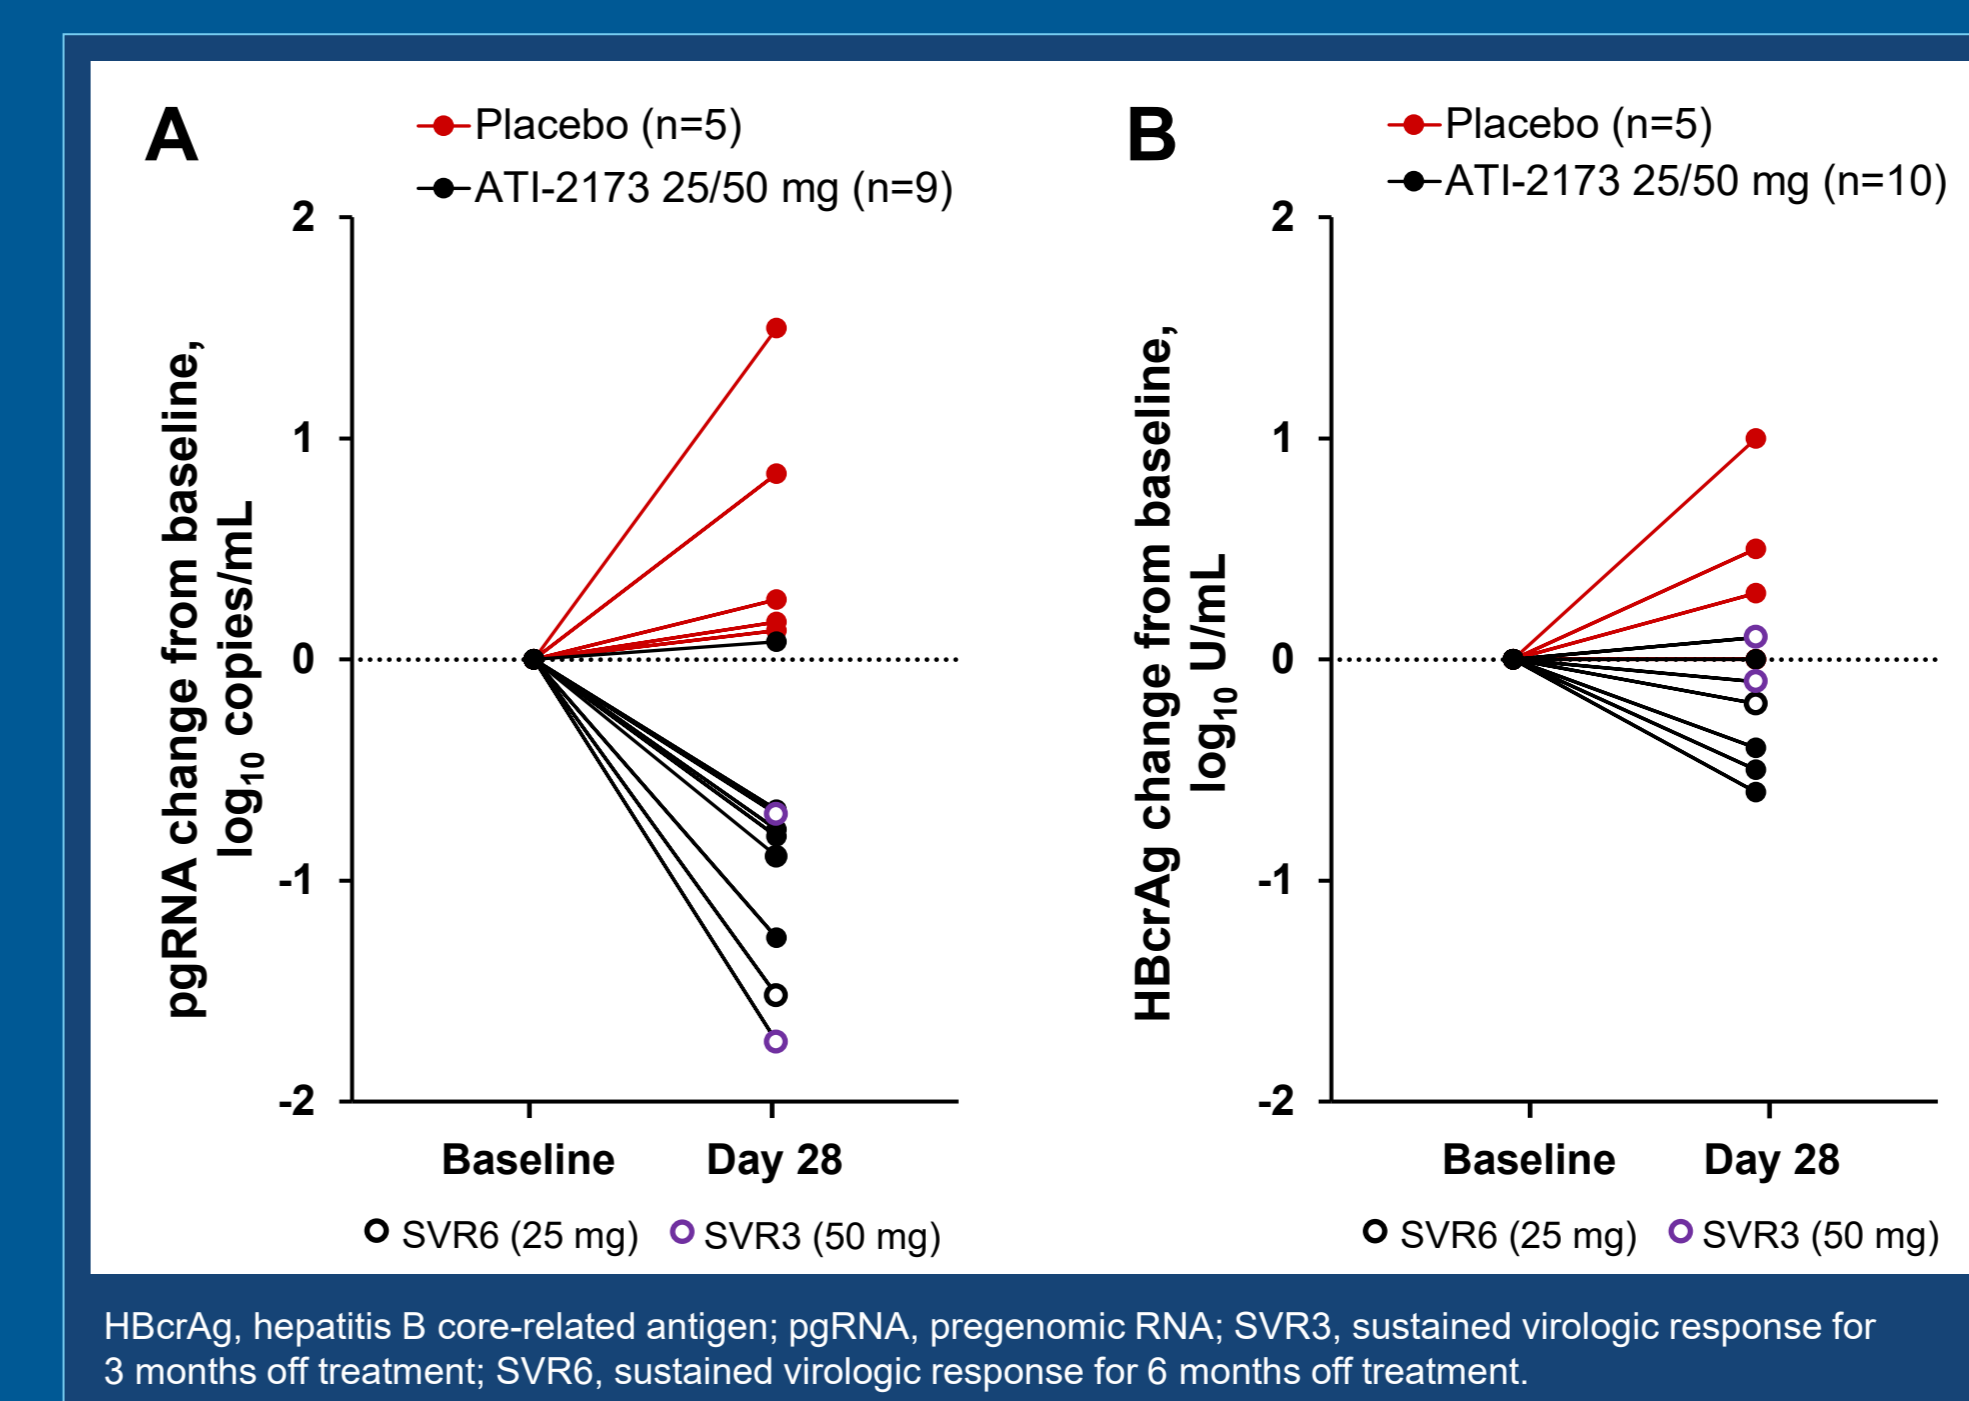 A
Placebo (n=5)
ATI-2173 25/50 mg (n=9)
2
1
0
-1
-2
pgRNA change from baseline,
log₁₀ copies/mL
Baseline
Day 28
SVR6 (25 mg)
SVR3 (50 mg)
B
Placebo (n=5)
ATI-2173 25/50 mg (n=10)
2
1
0
-1
-2
HBcrAg change from baseline,
log₁₀ U/mL
Baseline
Day 28
SVR6 (25 mg)
SVR3 (50 mg)
HBcrAg, hepatitis B core-related antigen; pgRNA, pregenomic RNA; SVR3, sustained virologic response for
3 months off treatment; SVR6, sustained virologic response for 6 months off treatment.